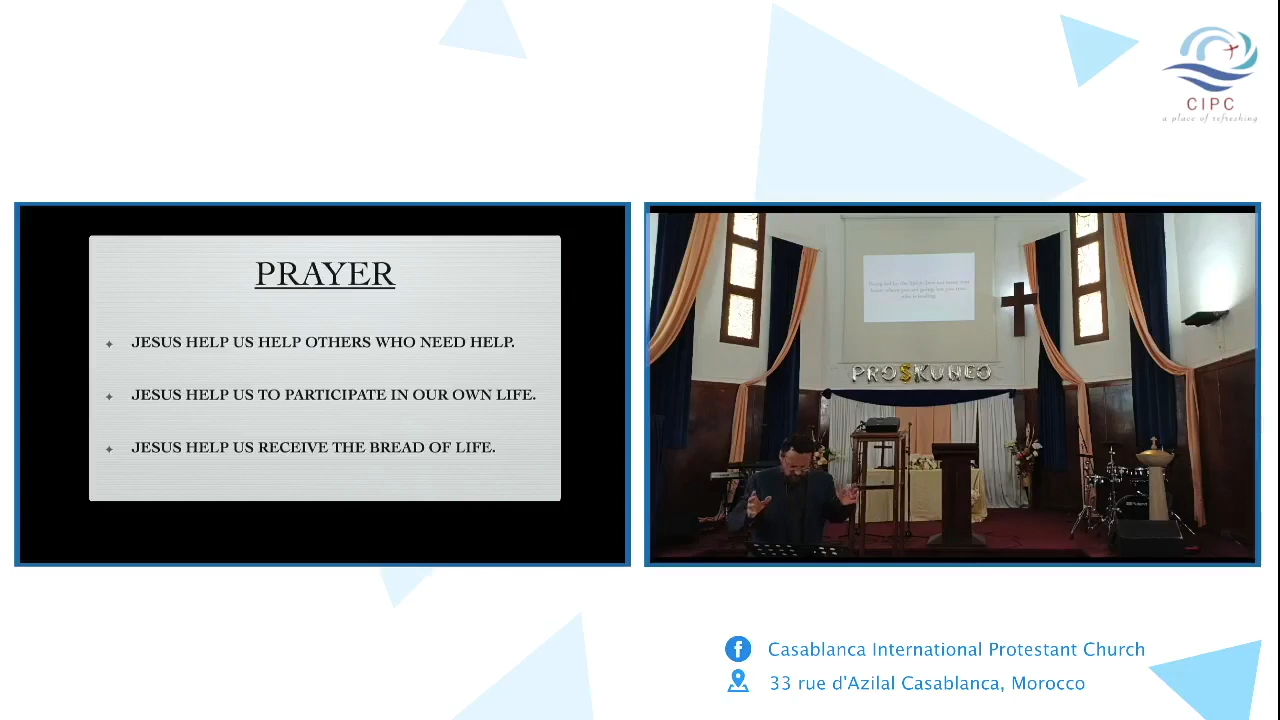 CIPC
a place of refreshing
PRAYER
JESUS HELP US HELP OTHERS WHO NEED HELP.
JESUS HELP US TO PARTICIPATE IN OUR OWN LIFE.
JESUS HELP US RECEIVE THE BREAD OF LIFE.
PROSKUNEO
Casablanca International Protestant Church
33 rue d'Azilal Casablanca, Morocco